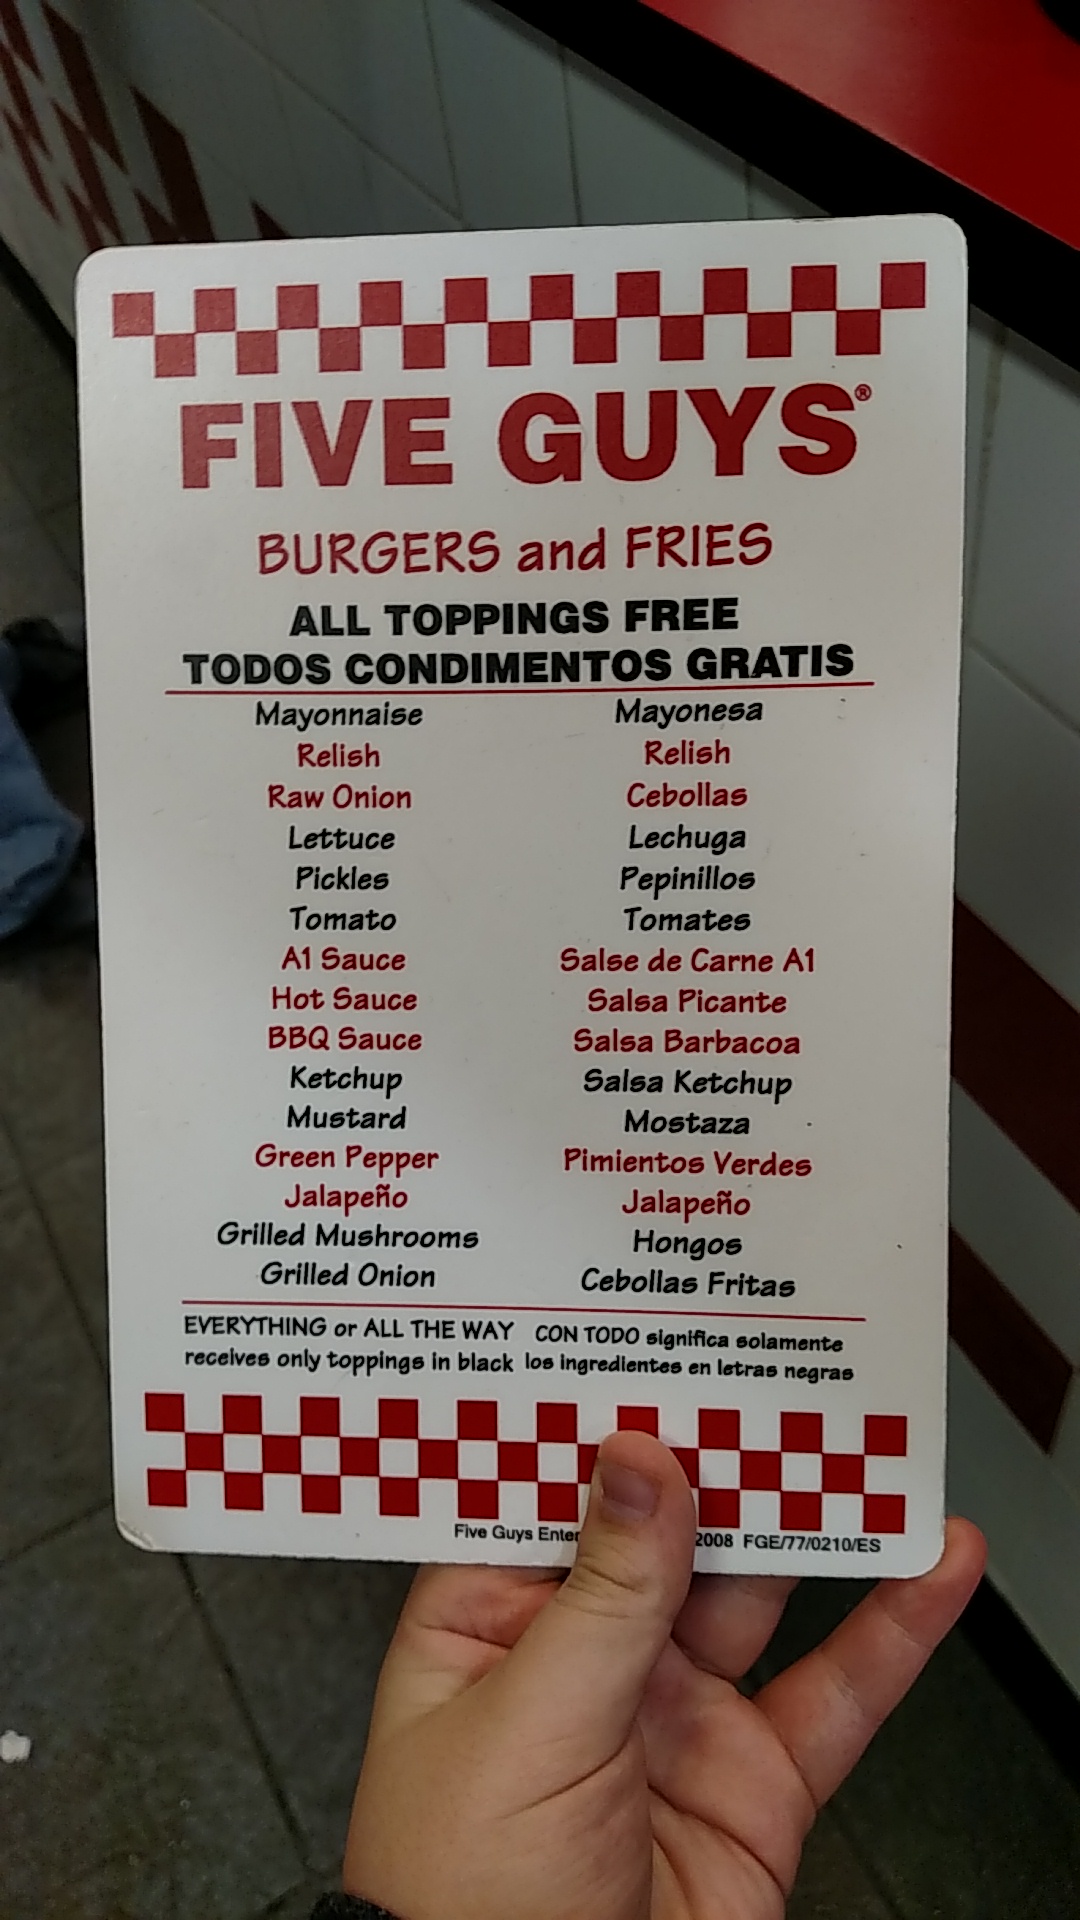 FIVE GUYS®
BURGERS and FRIES
ALL TOPPINGS FREE
TODOS CONDIMENTOS GRATIS
Mayonnaise Mayonesa
Relish Relish
Raw Onion Cebollas
Lettuce Lechuga
Pickles Pepinillos
Tomato Tomates
A1 Sauce Salse de Carne A1
Hot Sauce Salsa Picante
BBQ Sauce Salsa Barbacoa
Ketchup Salsa Ketchup
Mustard Mostaza
Green Pepper Pimientos Verdes
Jalapeño Jalapeño
Grilled Mushrooms Hongos
Grilled Onion Cebollas Fritas
EVERYTHING or ALL THE WAY CON TODO significa solamente
receives only toppings in black los ingredientes en letras negras
Five Guys 2008 FGE/77/0210/ES